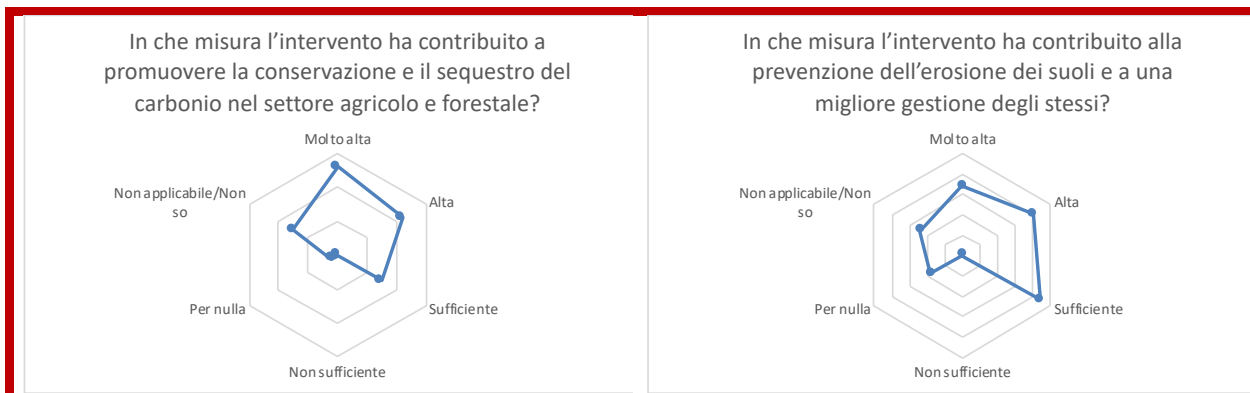 In che misura l'intervento ha contribuito a
promuovere la conservazione e il sequestro del
carbonio nel settore agricolo e forestale?
Molto alta
Non applicabile/Non
so
Alta
Per nulla
Sufficiente
Non sufficiente
In che misura l'intervento ha contribuito alla
prevenzione dell'erosione dei suoli e a una
migliore gestione degli stessi?
Molto alta
Non applicabile/Non
so
Alta
Per nulla
Sufficiente
Non sufficiente